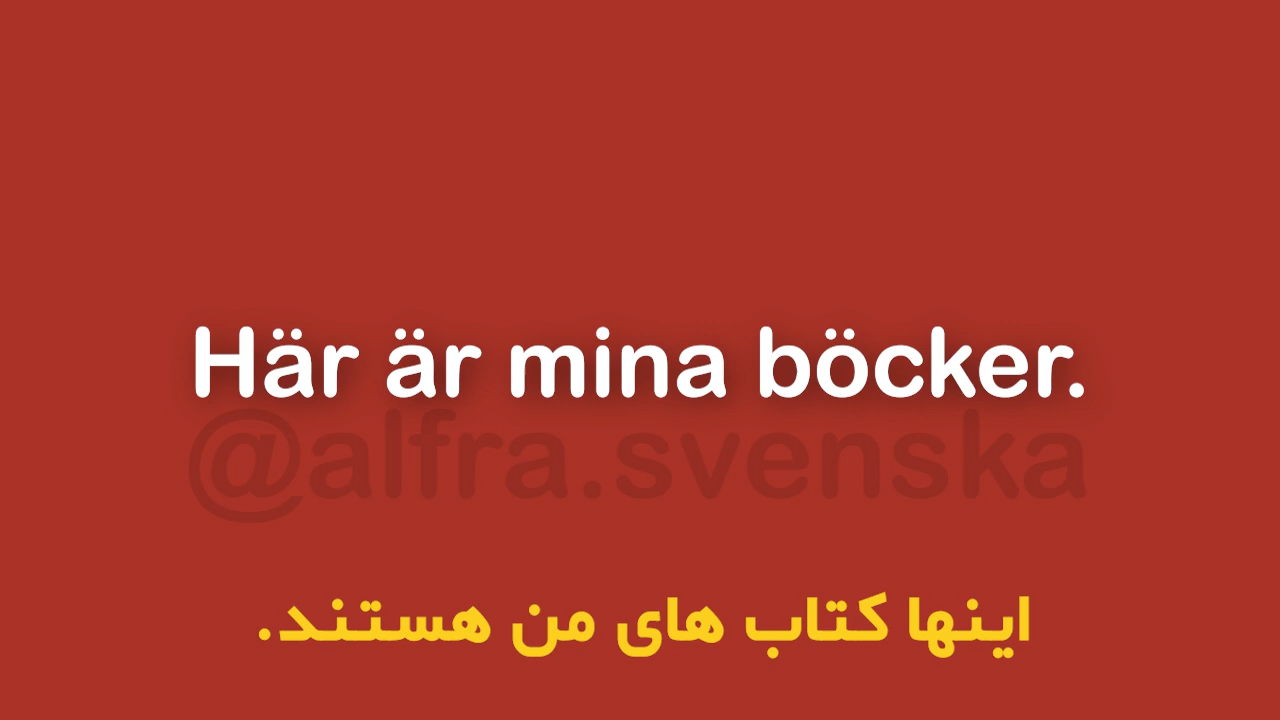 Här är mina böcker.
@alfra.svenska
اینها کتاب های من هستند.